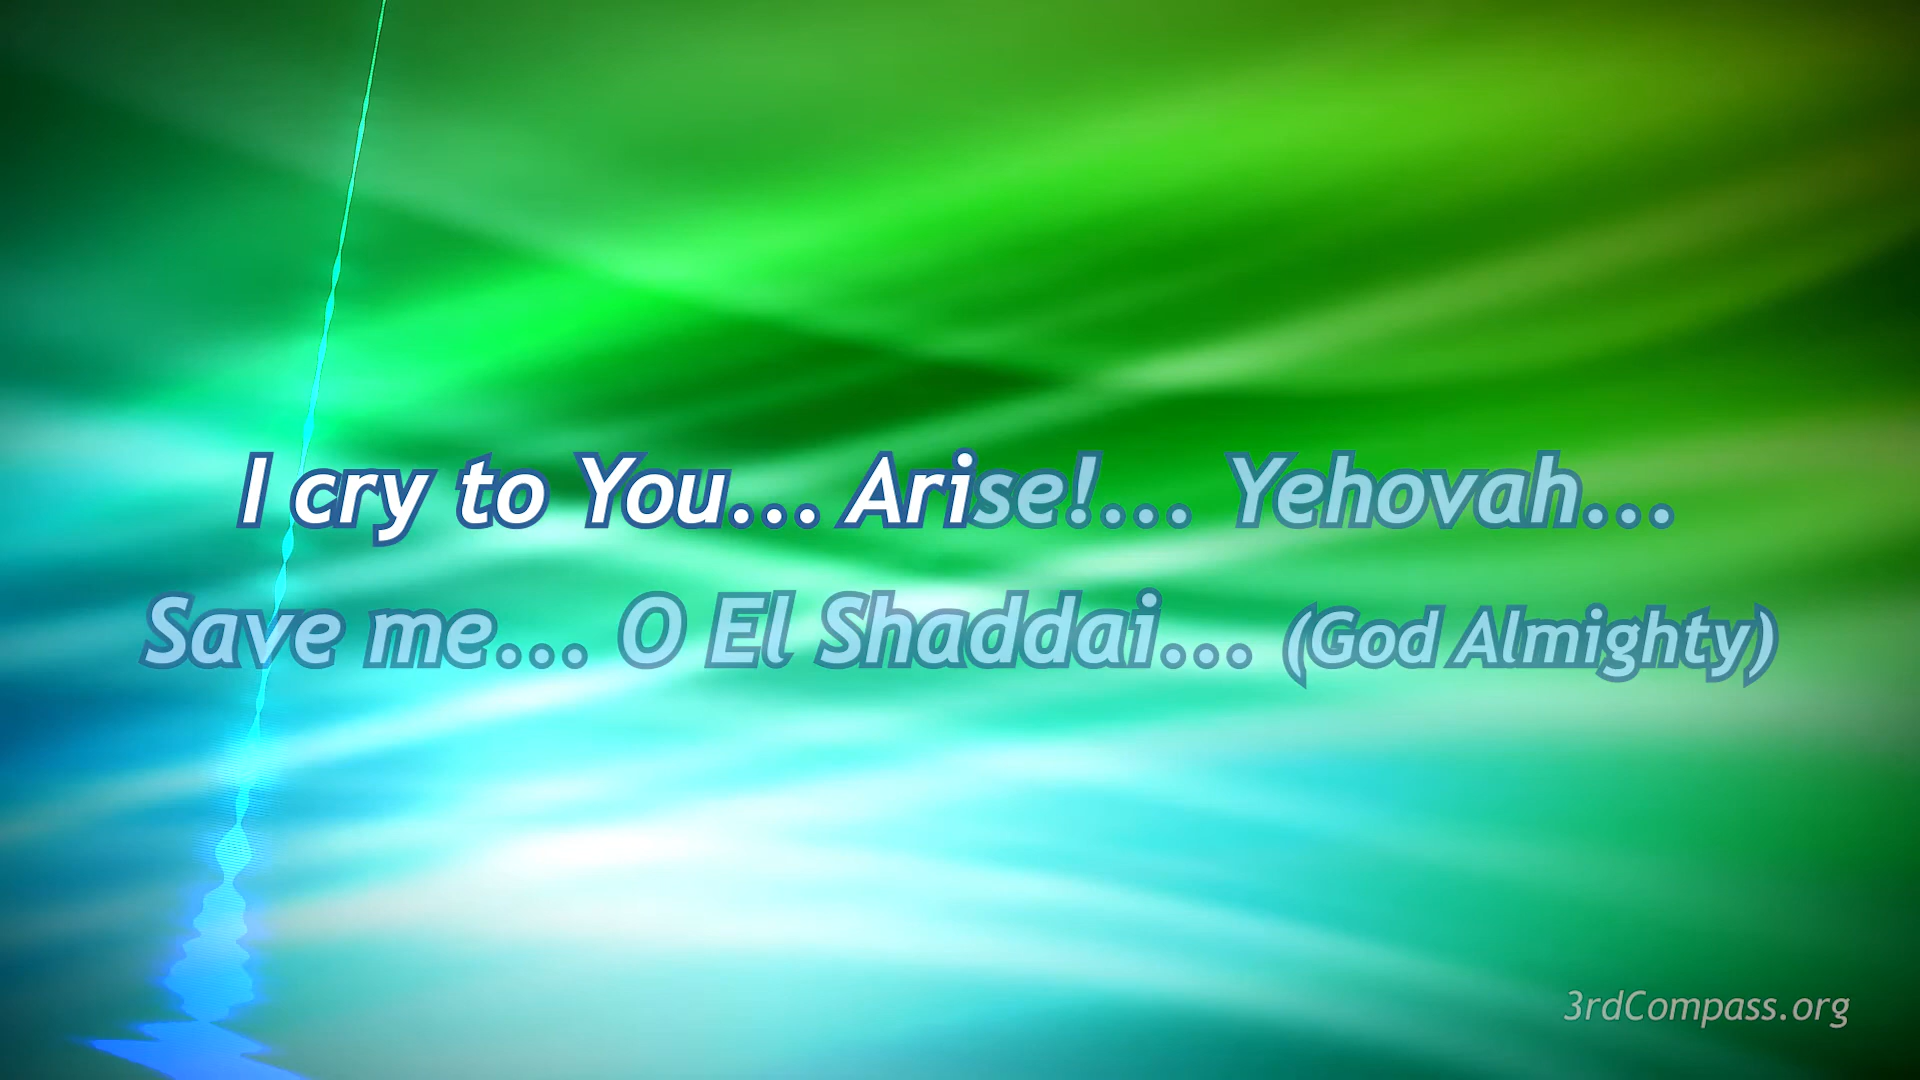 I cry to You... Arise!... Yehovah...
Save me... O El Shaddai... (God Almighty)
3rdCompass.org